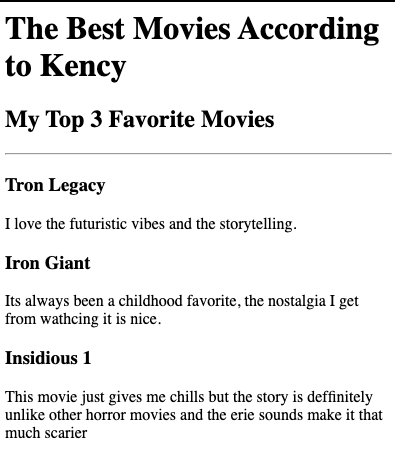 The Best Movies According
to Kency
My Top 3 Favorite Movies
Tron Legacy
I love the futuristic vibes and the storytelling.
Iron Giant
Its always been a childhood favorite, the nostalgia I get
from wathcing it is nice.
Insidious 1
This movie just gives me chills but the story is deffinitely
unlike other horror movies and the erie sounds make it that
much scarier